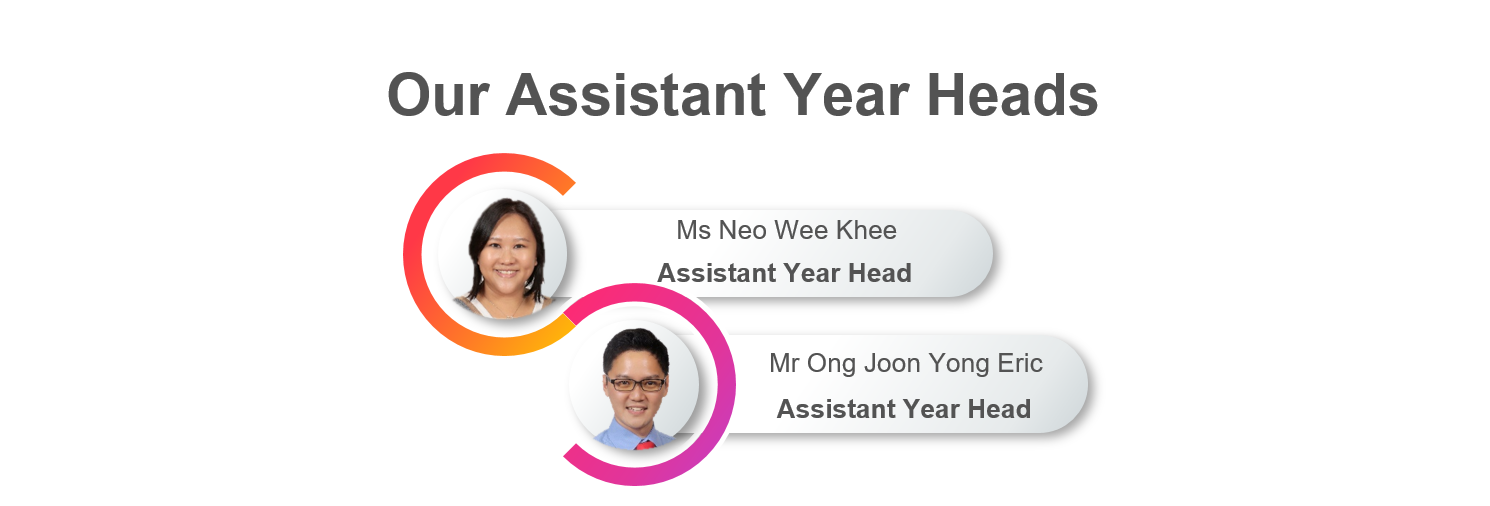 Our Assistant Year Heads
Ms Neo Wee Khee
Assistant Year Head
Mr Ong Joon Yong Eric
Assistant Year Head